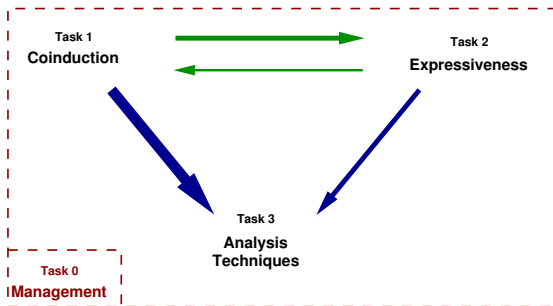 Task 1
Coinduction
Task 2
Expressiveness
Task 3
Analysis
Techniques
Task 0
Management